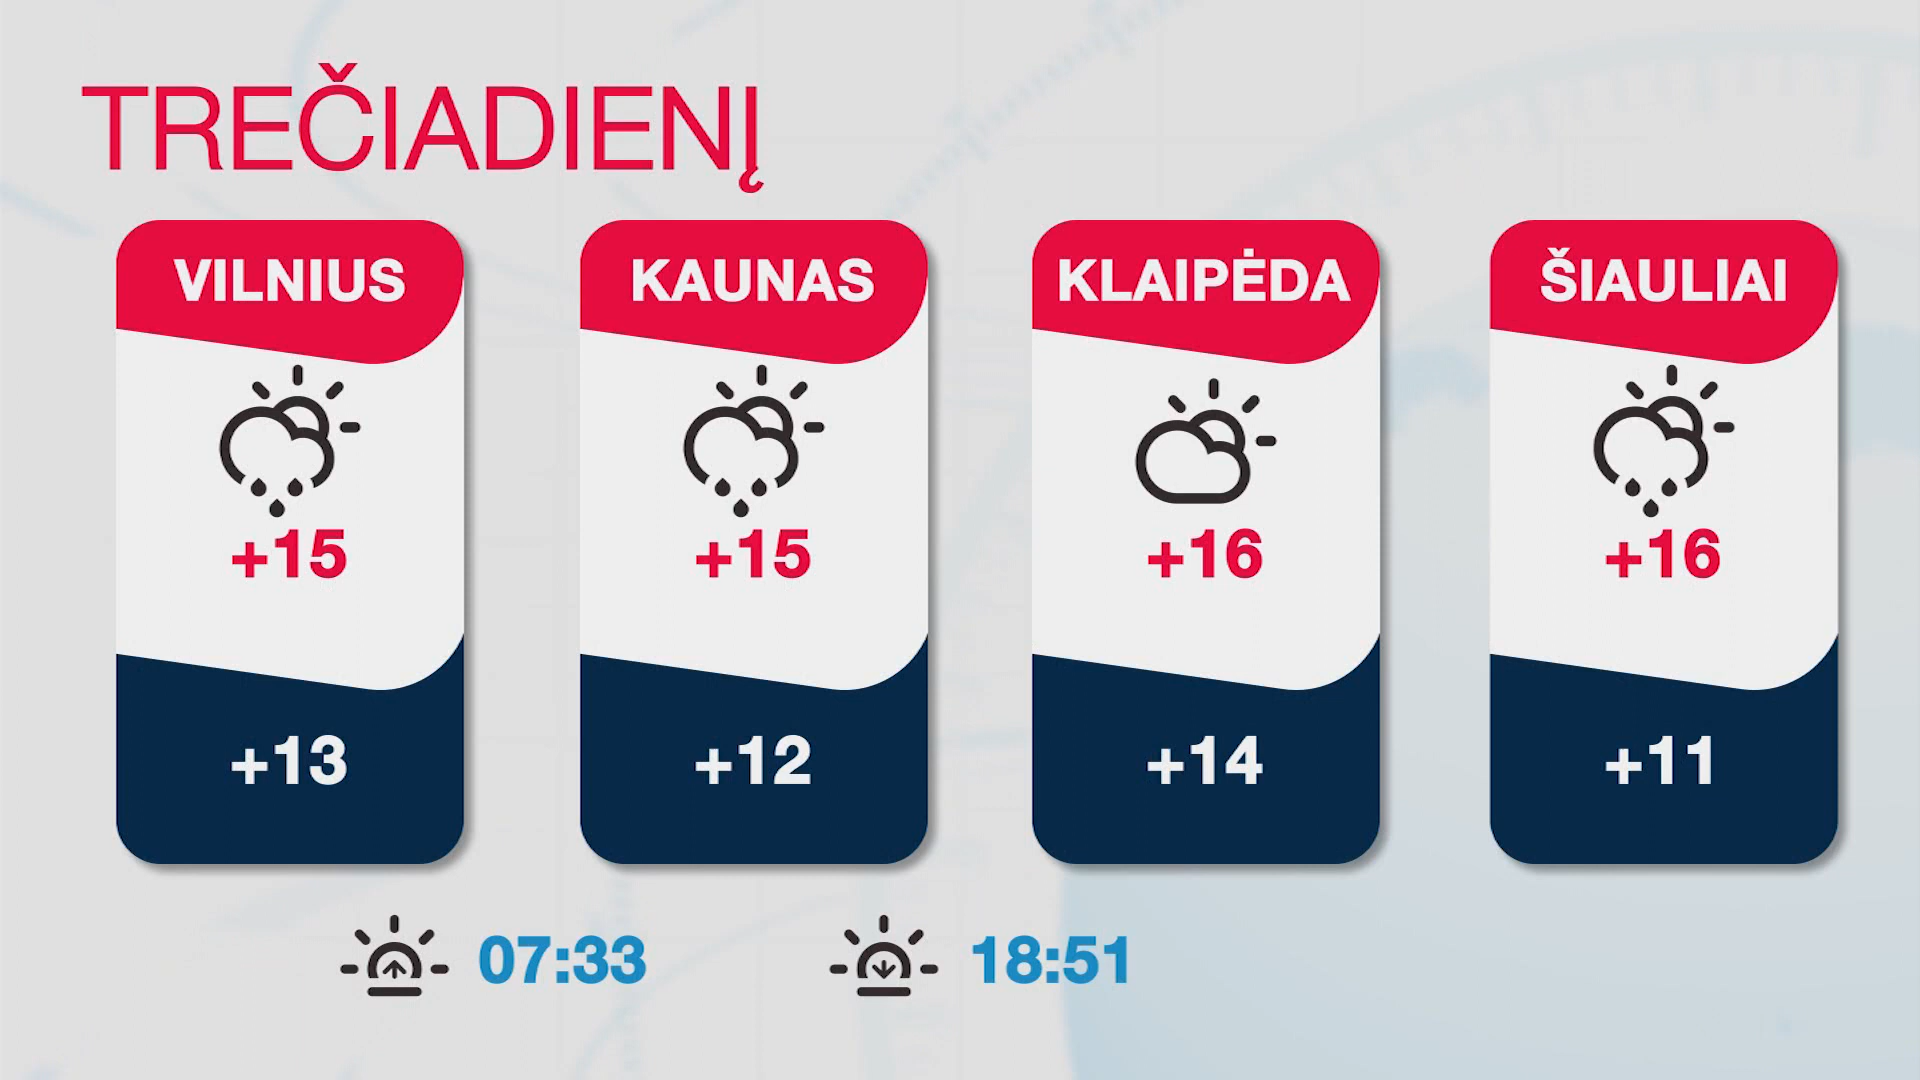 TREČIADIENĮ
VILNIUS
KAUNAS
KLAIPĖDA
ŠIAULIAI
+15
+15
+16
+16
+13
+12
+14
+11
07:33
18:51